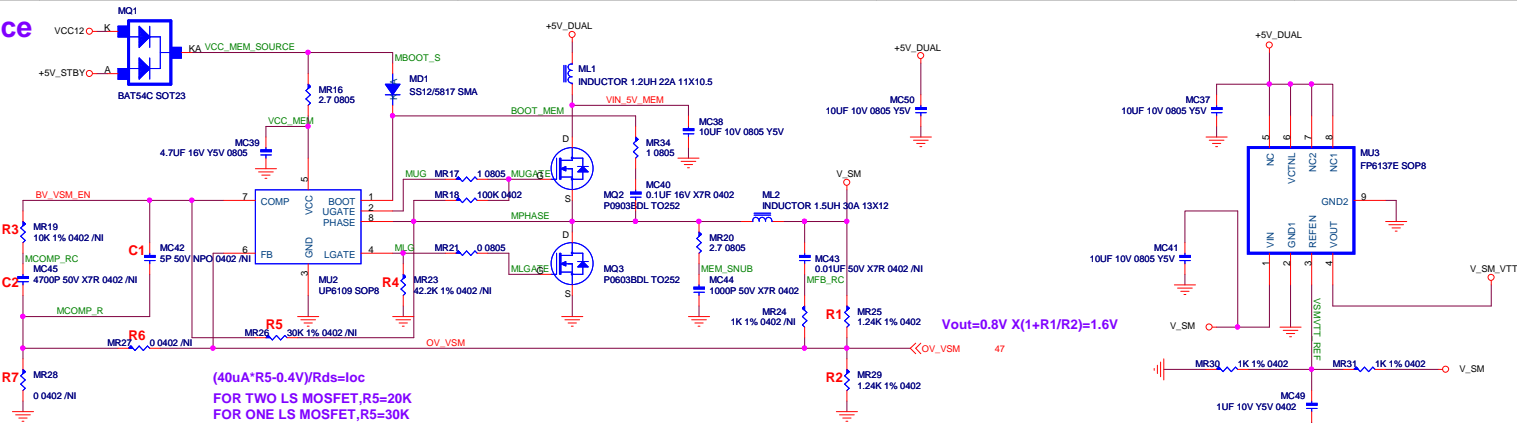 ce
MQ1
VCC12
K
KA
VCC_MEM_SOURCE
+5V_STBY
A
BAT54C SOT23
MBOOT_S
MR16
2.7 0805
MD1
SS12/5817 SMA
VCC_MEM
MC39
4.7UF 16V Y5V 0805
BOOT_MEM
+5V_DUAL
ML1
INDUCTOR 1.2UH 22A 11X10.5
VIN_5V_MEM
MC38
10UF 10V 0805 Y5V
MR34
1 0805
MC40
0.1UF 16V X7R 0402
D
G
S
MQ2
P0903BDL TO252
+5V_DUAL
MC50
10UF 10V 0805 Y5V
BV_VSM_EN
7
COMP
5
VCC
BOOT
1
UGATE
2
PHASE
8
6
FB
GND
3
LGATE
4
MU2
UP6109 SOP8
MUG
MR17
1 0805
MUGATE
MR18
100K 0402
MPHASE
MLG
MR21
0 0805
MLGATE
D
G
S
MQ3
P0603BDL TO252
R3
MR19
10K 1% 0402 /NI
MCOMP_RC
C2
MC45
4700P 50V X7R 0402 /NI
C1
MC42
5P 50V NPO 0402 /NI
MCOMP_R
R4
MR23
42.2K 1% 0402 /NI
R6
MR27
0 0402 /NI
R5
MR26
30K 1% 0402 /NI
OV_VSM
R7
MR28
0 0402 /NI
ML2
INDUCTOR 1.5UH 30A 13X12
V_SM
MR20
2.7 0805
MEM_SNUB
MC44
1000P 50V X7R 0402
MC43
0.01UF 50V X7R 0402 /NI
MFB_RC
MR24
1K 1% 0402 /NI
R1
MR25
1.24K 1% 0402
Vout=0.8V X(1+R1/R2)=1.6V
OV_VSM
47
R2
MR29
1.24K 1% 0402
(40uA*R5-0.4V)/Rds=Ioc
FOR TWO LS MOSFET,R5=20K
FOR ONE LS MOSFET,R5=30K
+5V_DUAL
MC37
10UF 10V 0805 Y5V
5
6
7
8
NC
VCTNL
NC2
NC1
MU3
FP6137E SOP8
GND2
9
VIN
GND1
REFEN
VOUT
1
2
3
4
MC41
10UF 10V 0805 Y5V
V_SM
VSMVTT_REF
V_SM_VTT
MR30
1K 1% 0402
MR31
1K 1% 0402
V_SM
MC49
1UF 10V Y5V 0402